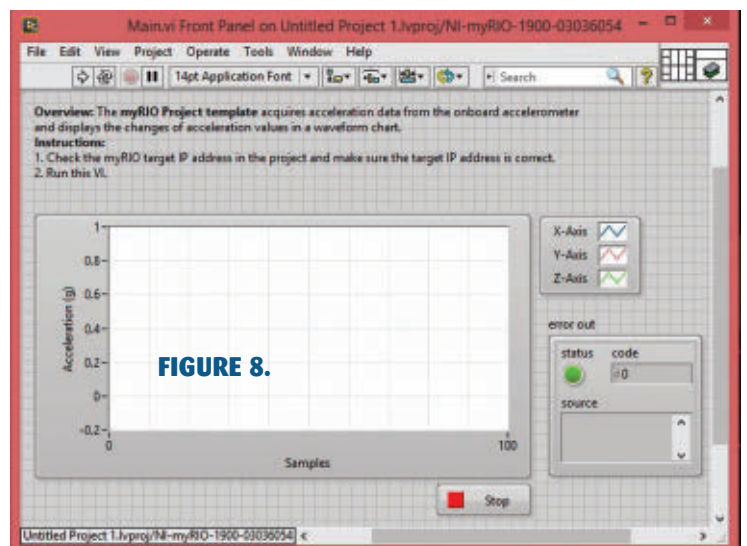 Main.vi Front Panel on Untitled Project 1.lvproj/NI-myRIO-1900-03036054
File Edit View Project Operate Tools Window Help
14pt Application Font
Search
Overview: The myRIO Project template acquires acceleration data from the onboard accelerometer
and displays the changes of acceleration values in a waveform chart.
Instructions:
1. Check the myRIO target IP address in the project and make sure the target IP address is correct.
2. Run this VI.
1
0.8
0.6
0.4
0.2
0
-0.2
Acceleration (g)
0
100
Samples
FIGURE 8.
X-Axis
Y-Axis
Z-Axis
error out
status code
0
source
Stop
Untitled Project 1.lvproj/NI-myRIO-1900-03036054